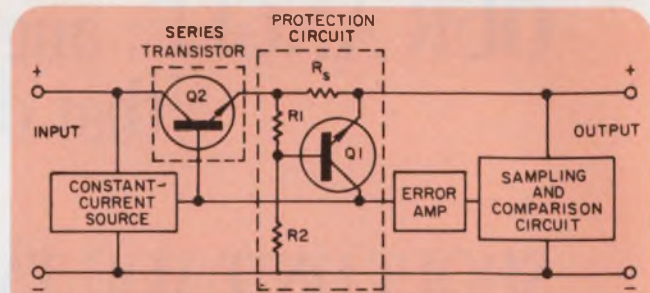 SERIES
TRANSISTOR
PROTECTION
CIRCUIT
+
Q2
R1
Rs
Q1
+
INPUT
OUTPUT
CONSTANT-
CURRENT
SOURCE
R2
ERROR
AMP
SAMPLING
AND
COMPARISON
CIRCUIT
−
−